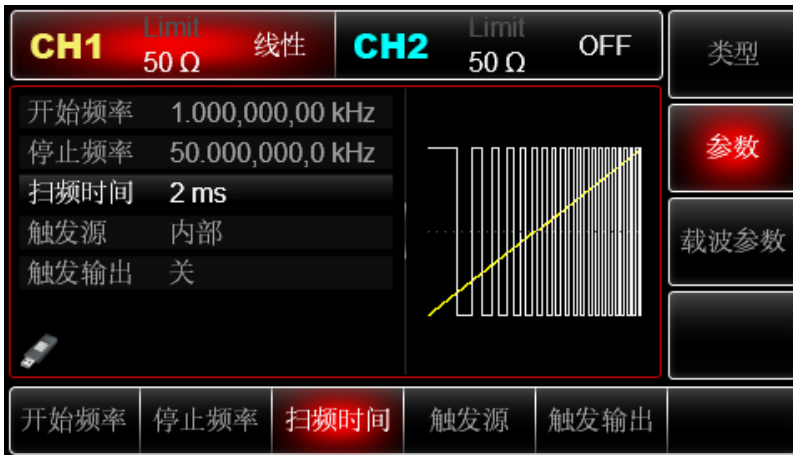 CH1 Limit 50 Ω 线性 CH2 Limit 50 Ω OFF
类型
开始频率 1.000,000,00 kHz
停止频率 50.000,000,0 kHz
扫频时间 2 ms
触发源 内部
触发输出 关
参数
载波参数
开始频率 停止频率 扫频时间 触发源 触发输出